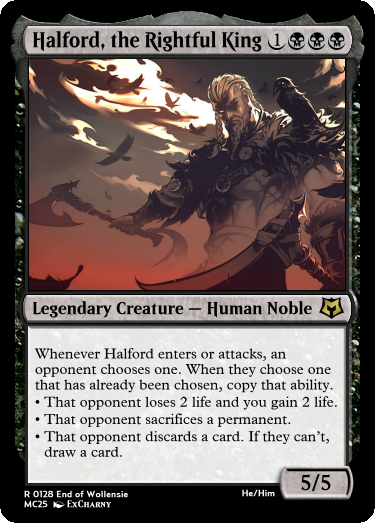 Halford, the Rightful King 1
Legendary Creature — Human Noble
Whenever Halford enters or attacks, an
opponent chooses one. When they choose one
that has already been chosen, copy that ability.
• That opponent loses 2 life and you gain 2 life.
• That opponent sacrifices a permanent.
• That opponent discards a card. If they can't,
draw a card.
5/5
R 0128 End of Wollensie He/Him
MC25 ExCharny